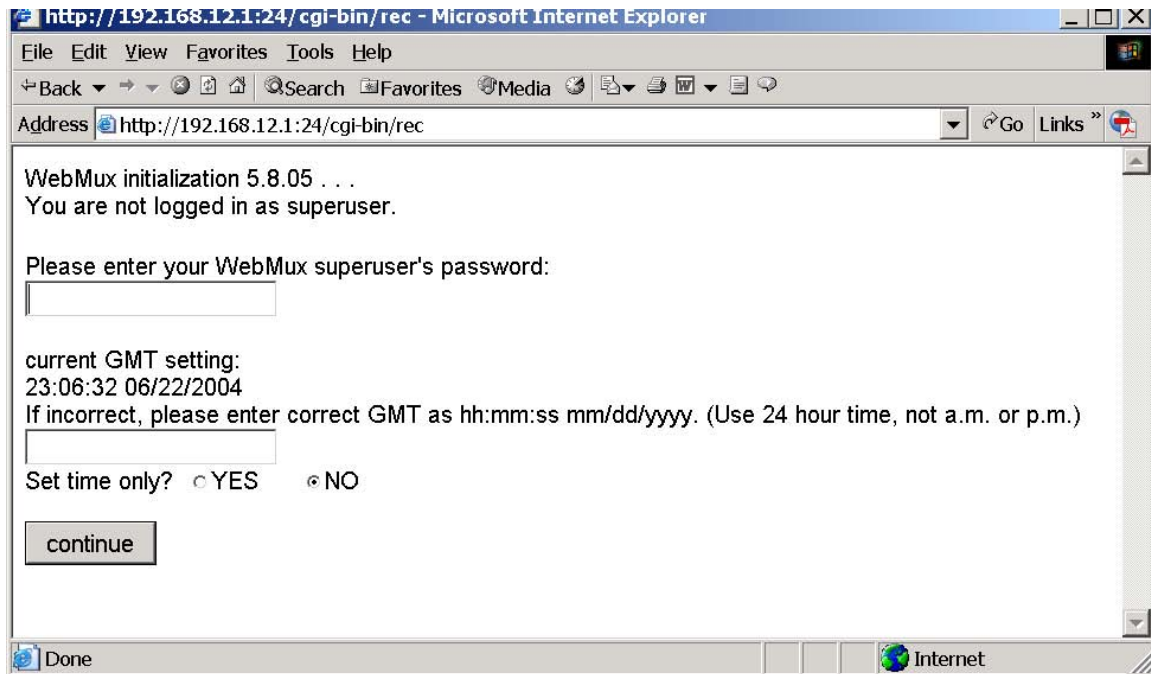 http://192.168.12.1:24/cgi-bin/rec - Microsoft Internet Explorer
File Edit View Favorites Tools Help
Back Search Favorites Media
Address http://192.168.12.1:24/cgi-bin/rec Go Links »
WebMux initialization 5.8.05 . . .
You are not logged in as superuser.
Please enter your WebMux superuser's password:
current GMT setting:
23:06:32 06/22/2004
If incorrect, please enter correct GMT as hh:mm:ss mm/dd/yyyy. (Use 24 hour time, not a.m. or p.m.)
Set time only? YES NO
continue
Done Internet